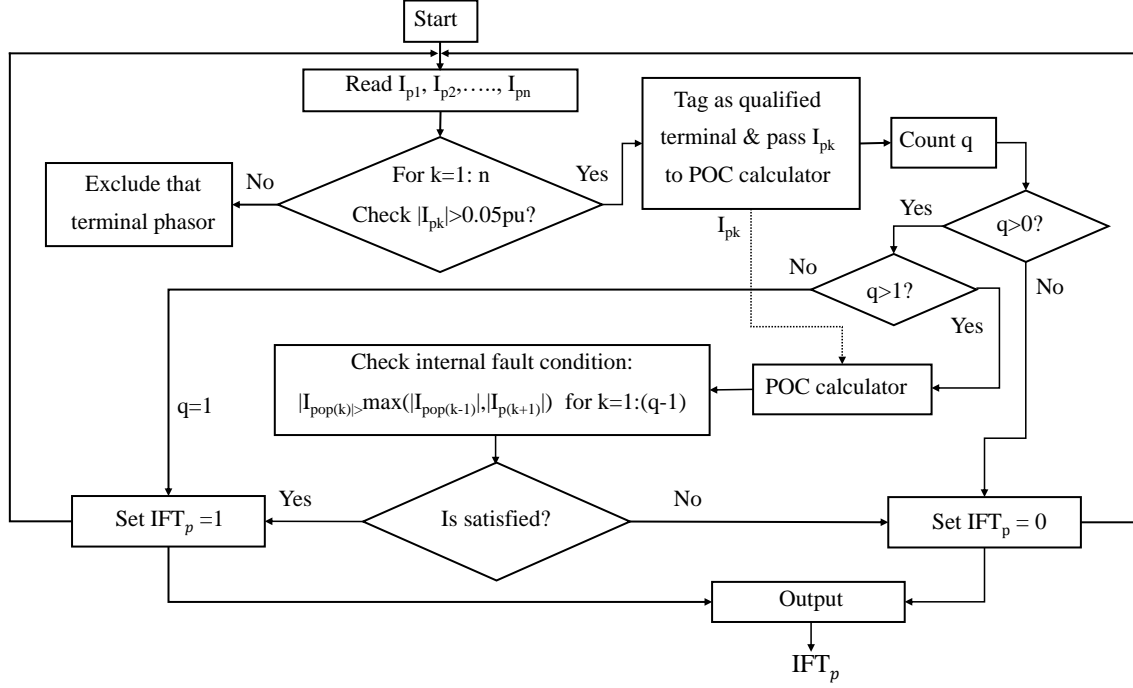 Start
Read I_p1, I_p2,….., I_pn
For k=1: n
Check |I_pk|>0.05pu?
No
Exclude that
terminal phasor
Yes
Tag as qualified
terminal & pass I_pk
to POC calculator
Count q
I_pk
q>0?
Yes
No
q>1?
No
Yes
POC calculator
Check internal fault condition:
|I_pop(k)|>max(|I_pop(k-1)|,|I_p(k+1)|) for k=1:(q-1)
q=1
Is satisfied?
Yes
No
Set IFT_p =1
Set IFT_p = 0
Output
IFT_p